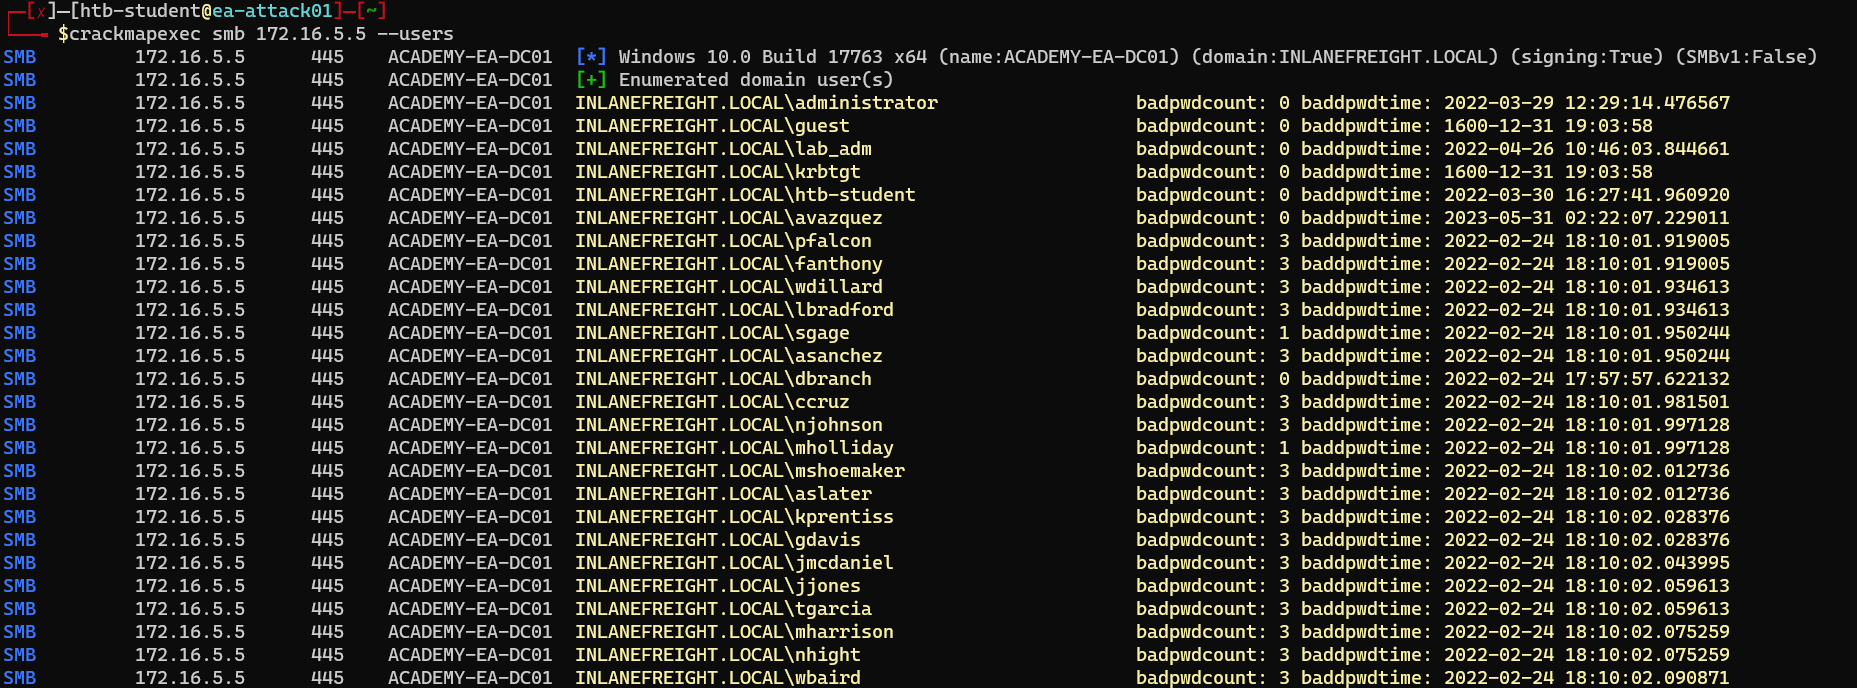 ┌─[✗]─[htb-student@ea-attack01]─[~]
└──╼ $crackmapexec smb 172.16.5.5 --users
SMB 172.16.5.5 445 ACADEMY-EA-DC01 [*] Windows 10.0 Build 17763 x64 (name:ACADEMY-EA-DC01) (domain:INLANEFREIGHT.LOCAL) (signing:True) (SMBv1:False)
SMB 172.16.5.5 445 ACADEMY-EA-DC01 [+] Enumerated domain user(s)
SMB 172.16.5.5 445 ACADEMY-EA-DC01 INLANEFREIGHT.LOCAL\administrator badpwdcount: 0 baddpwdtime: 2022-03-29 12:29:14.476567
SMB 172.16.5.5 445 ACADEMY-EA-DC01 INLANEFREIGHT.LOCAL\guest badpwdcount: 0 baddpwdtime: 1600-12-31 19:03:58
SMB 172.16.5.5 445 ACADEMY-EA-DC01 INLANEFREIGHT.LOCAL\lab_adm badpwdcount: 0 baddpwdtime: 2022-04-26 10:46:03.844661
SMB 172.16.5.5 445 ACADEMY-EA-DC01 INLANEFREIGHT.LOCAL\krbtgt badpwdcount: 0 baddpwdtime: 1600-12-31 19:03:58
SMB 172.16.5.5 445 ACADEMY-EA-DC01 INLANEFREIGHT.LOCAL\htb-student badpwdcount: 0 baddpwdtime: 2022-03-30 16:27:41.960920
SMB 172.16.5.5 445 ACADEMY-EA-DC01 INLANEFREIGHT.LOCAL\avazquez badpwdcount: 0 baddpwdtime: 2023-05-31 02:22:07.229011
SMB 172.16.5.5 445 ACADEMY-EA-DC01 INLANEFREIGHT.LOCAL\pfalcon badpwdcount: 3 baddpwdtime: 2022-02-24 18:10:01.919005
SMB 172.16.5.5 445 ACADEMY-EA-DC01 INLANEFREIGHT.LOCAL\fanthony badpwdcount: 3 baddpwdtime: 2022-02-24 18:10:01.919005
SMB 172.16.5.5 445 ACADEMY-EA-DC01 INLANEFREIGHT.LOCAL\wdillard badpwdcount: 3 baddpwdtime: 2022-02-24 18:10:01.934613
SMB 172.16.5.5 445 ACADEMY-EA-DC01 INLANEFREIGHT.LOCAL\lbradford badpwdcount: 3 baddpwdtime: 2022-02-24 18:10:01.934613
SMB 172.16.5.5 445 ACADEMY-EA-DC01 INLANEFREIGHT.LOCAL\sgage badpwdcount: 1 baddpwdtime: 2022-02-24 18:10:01.950244
SMB 172.16.5.5 445 ACADEMY-EA-DC01 INLANEFREIGHT.LOCAL\asanchez badpwdcount: 3 baddpwdtime: 2022-02-24 18:10:01.950244
SMB 172.16.5.5 445 ACADEMY-EA-DC01 INLANEFREIGHT.LOCAL\dbranch badpwdcount: 0 baddpwdtime: 2022-02-24 17:57:57.622132
SMB 172.16.5.5 445 ACADEMY-EA-DC01 INLANEFREIGHT.LOCAL\ccruz badpwdcount: 3 baddpwdtime: 2022-02-24 18:10:01.981501
SMB 172.16.5.5 445 ACADEMY-EA-DC01 INLANEFREIGHT.LOCAL\njohnson badpwdcount: 3 baddpwdtime: 2022-02-24 18:10:01.997128
SMB 172.16.5.5 445 ACADEMY-EA-DC01 INLANEFREIGHT.LOCAL\mholliday badpwdcount: 1 baddpwdtime: 2022-02-24 18:10:01.997128
SMB 172.16.5.5 445 ACADEMY-EA-DC01 INLANEFREIGHT.LOCAL\mshoemaker badpwdcount: 3 baddpwdtime: 2022-02-24 18:10:02.012736
SMB 172.16.5.5 445 ACADEMY-EA-DC01 INLANEFREIGHT.LOCAL\aslater badpwdcount: 3 baddpwdtime: 2022-02-24 18:10:02.012736
SMB 172.16.5.5 445 ACADEMY-EA-DC01 INLANEFREIGHT.LOCAL\kprentiss badpwdcount: 3 baddpwdtime: 2022-02-24 18:10:02.028376
SMB 172.16.5.5 445 ACADEMY-EA-DC01 INLANEFREIGHT.LOCAL\gdavis badpwdcount: 3 baddpwdtime: 2022-02-24 18:10:02.028376
SMB 172.16.5.5 445 ACADEMY-EA-DC01 INLANEFREIGHT.LOCAL\jmcdaniel badpwdcount: 3 baddpwdtime: 2022-02-24 18:10:02.043995
SMB 172.16.5.5 445 ACADEMY-EA-DC01 INLANEFREIGHT.LOCAL\jjones badpwdcount: 3 baddpwdtime: 2022-02-24 18:10:02.059613
SMB 172.16.5.5 445 ACADEMY-EA-DC01 INLANEFREIGHT.LOCAL\tgarcia badpwdcount: 3 baddpwdtime: 2022-02-24 18:10:02.059613
SMB 172.16.5.5 445 ACADEMY-EA-DC01 INLANEFREIGHT.LOCAL\mharrison badpwdcount: 3 baddpwdtime: 2022-02-24 18:10:02.075259
SMB 172.16.5.5 445 ACADEMY-EA-DC01 INLANEFREIGHT.LOCAL\nhight badpwdcount: 3 baddpwdtime: 2022-02-24 18:10:02.075259
SMB 172.16.5.5 445 ACADEMY-EA-DC01 INLANEFREIGHT.LOCAL\wbaird badpwdcount: 3 baddpwdtime: 2022-02-24 18:10:02.090871